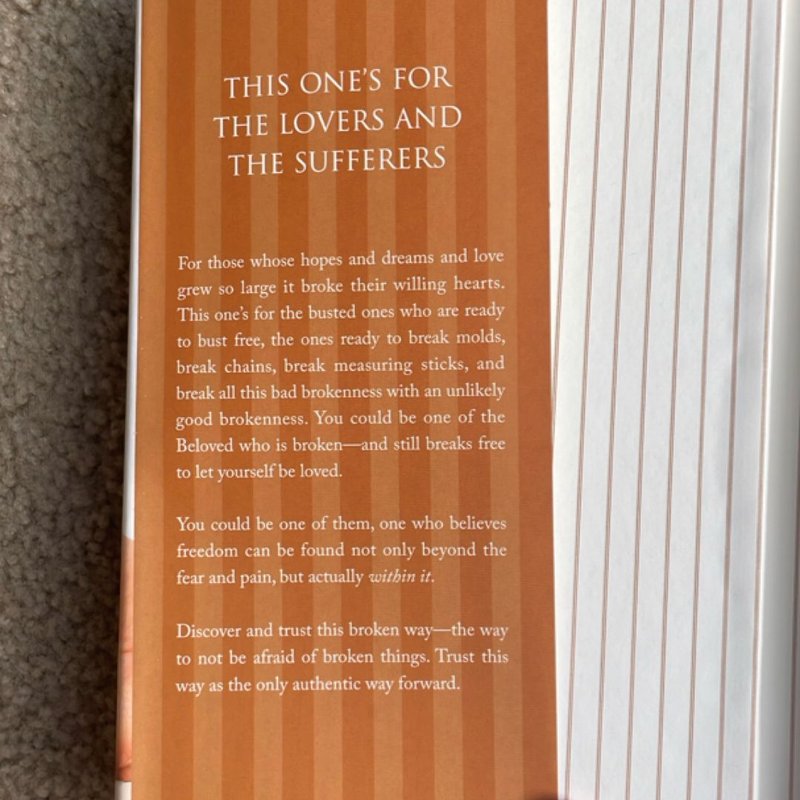 THIS ONE'S FOR
THE LOVERS AND
THE SUFFERERS
For those whose hopes and dreams and love
grew so large it broke their willing hearts.
This one's for the busted ones who are ready
to bust free, the ones ready to break molds,
break chains, break measuring sticks, and
break all this bad brokenness with an unlikely
good brokenness. You could be one of the
Beloved who is broken—and still breaks free
to let yourself be loved.
You could be one of them, one who believes
freedom can be found not only beyond the
fear and pain, but actually within it.
Discover and trust this broken way—the way
to not be afraid of broken things. Trust this
way as the only authentic way forward.